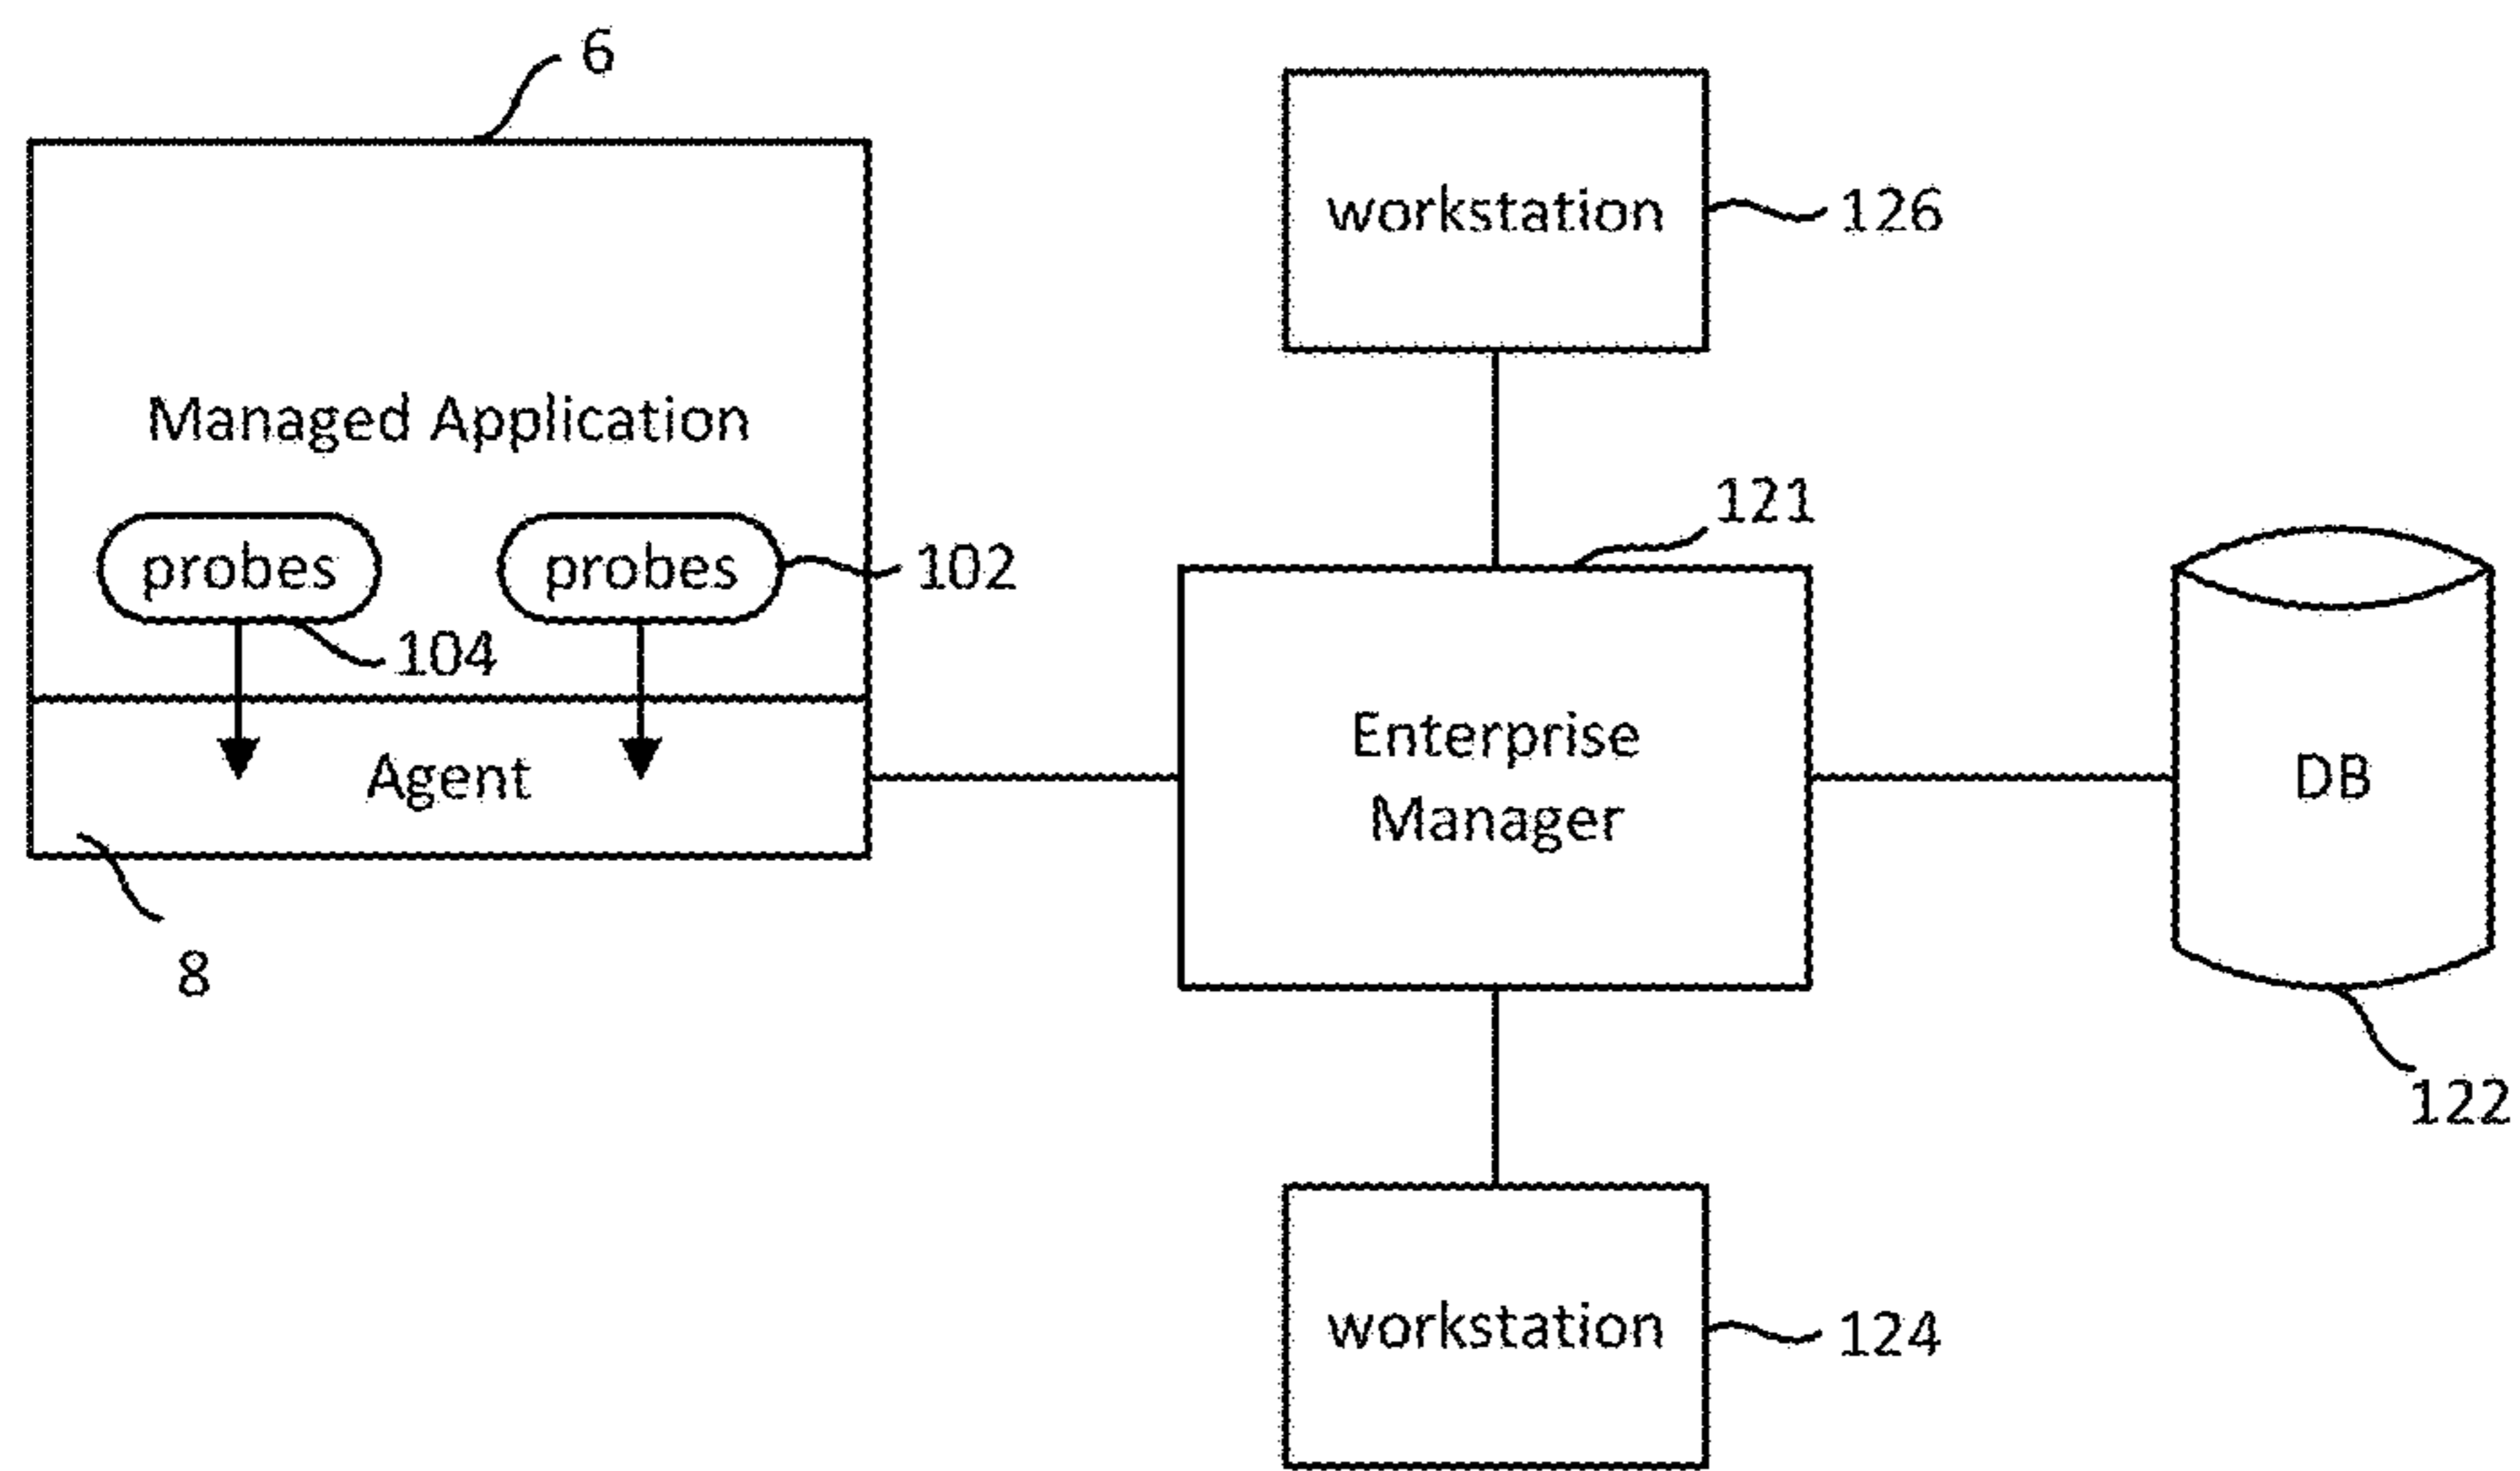 6
workstation
126
Managed Application
121
probes
probes
102
104
Enterprise
Manager
Agent
DB
8
122
workstation
124